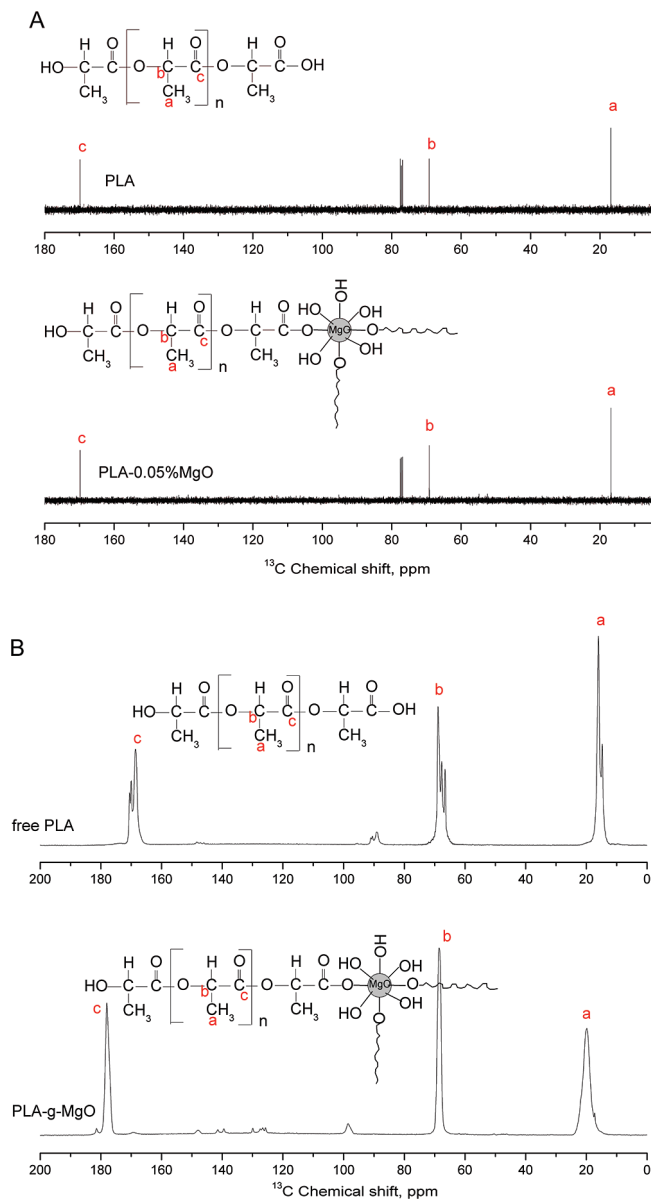 A
H O H O H O
HO C C O C C O C C OH
b c
CH3 CH3 CH3
a n
c b a
PLA
180 160 140 120 100 80 60 40 20
OH
H O H O H O HO OH
HO C C O C C O C C O MgO O
b c
CH3 CH3 CH3 HO OH
a n O
c b a
PLA-0.05%MgO
180 160 140 120 100 80 60 40 20
13C Chemical shift, ppm
B
a
b
H O H O H O
HO C C O C C O C C OH
b c
CH3 CH3 CH3
a n
c
free PLA
200 180 160 140 120 100 80 60 40 20 0
b
OH
H O H O H O HO OH
HO C C O C C O C C O MgO O
b c
CH3 CH3 CH3 HO OH
a n O
c a
PLA-g-MgO
200 180 160 140 120 100 80 60 40 20 0
13C Chemical shift, ppm